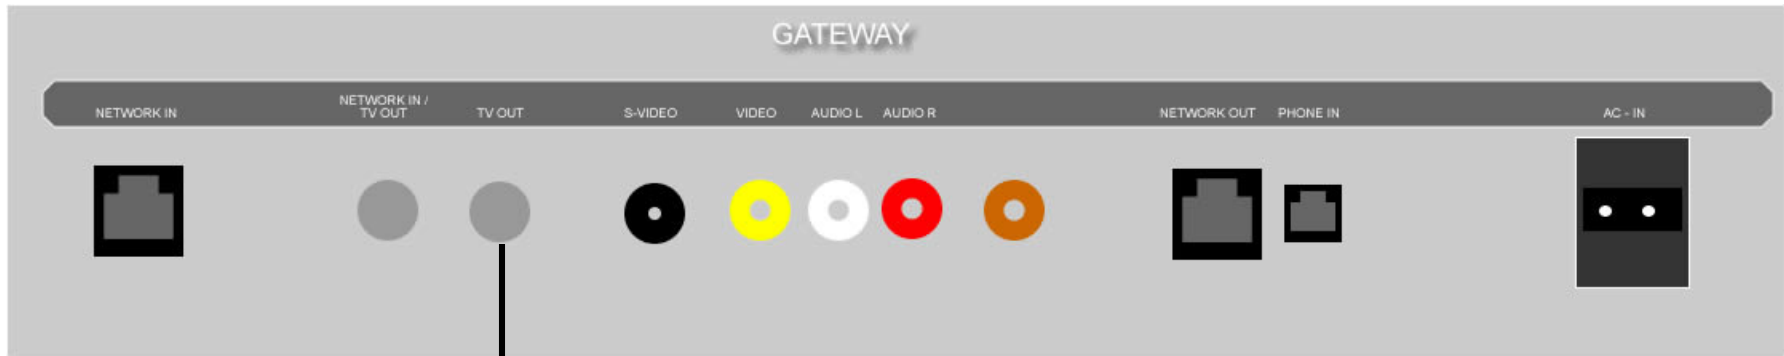 GATEWAY
NETWORK IN
NETWORK IN /
TV OUT
TV OUT
S-VIDEO
VIDEO
AUDIO L
AUDIO R
NETWORK OUT
PHONE IN
AC - IN